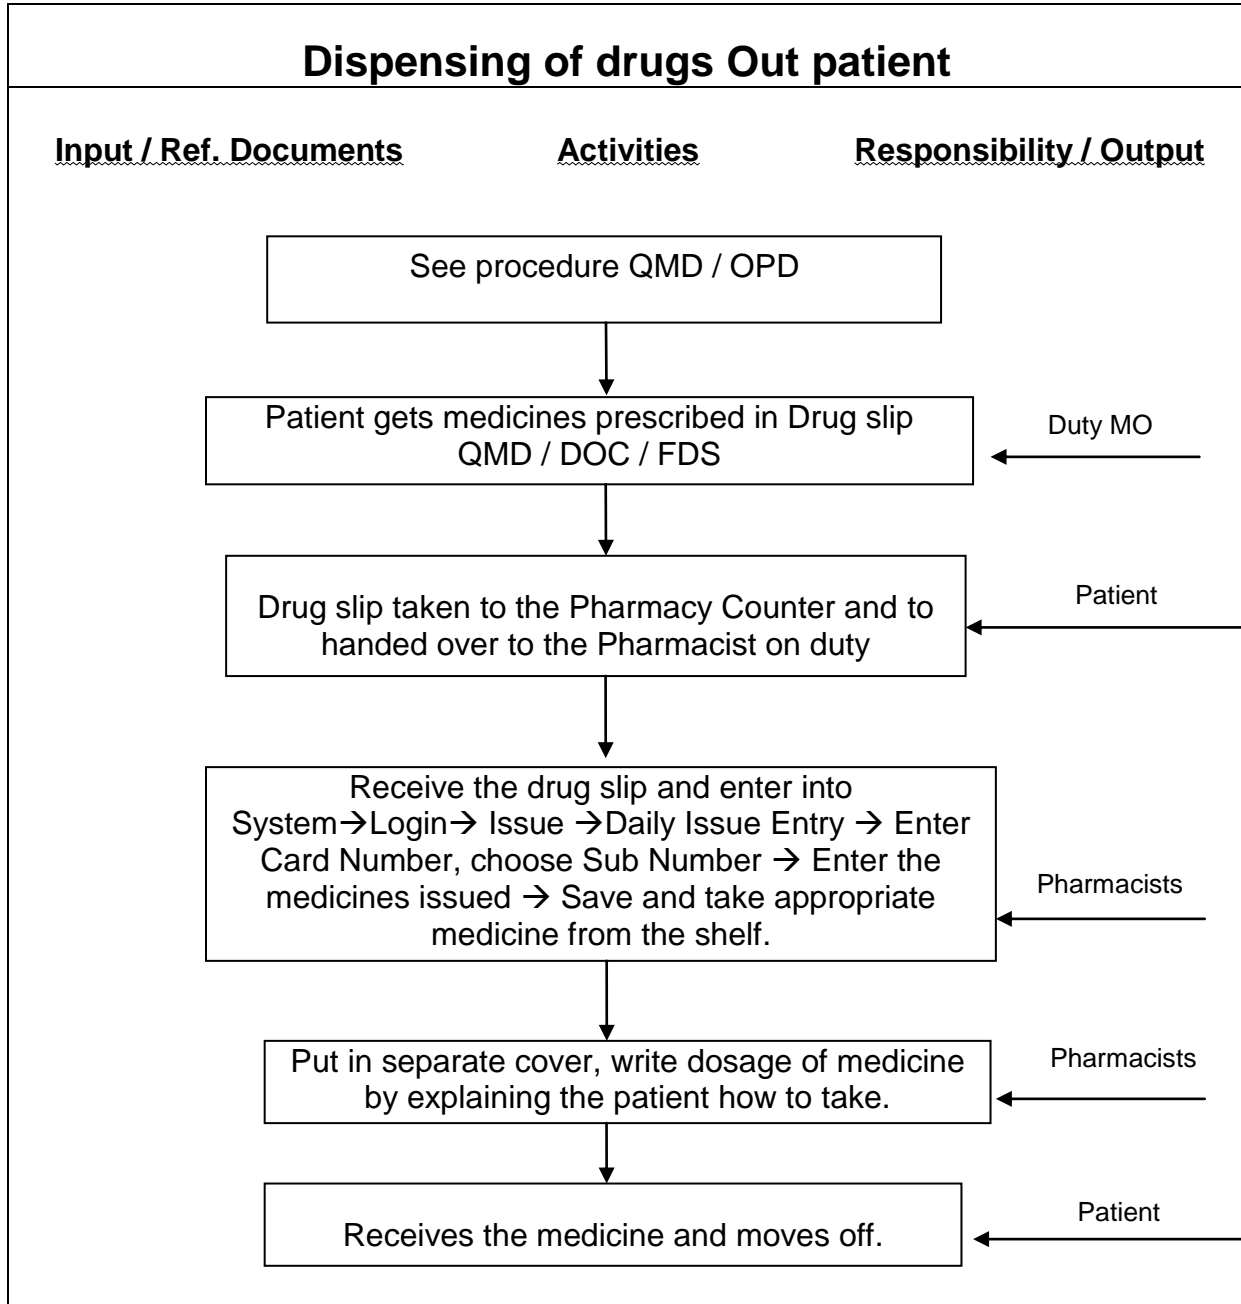 Dispensing of drugs Out patient
Input / Ref. Documents Activities Responsibility / Output
See procedure QMD / OPD
Patient gets medicines prescribed in Drug slip
QMD / DOC / FDS
Duty MO
Drug slip taken to the Pharmacy Counter and to
handed over to the Pharmacist on duty
Patient
Receive the drug slip and enter into
System→Login→ Issue →Daily Issue Entry → Enter
Card Number, choose Sub Number → Enter the
medicines issued → Save and take appropriate
medicine from the shelf.
Pharmacists
Put in separate cover, write dosage of medicine
by explaining the patient how to take.
Pharmacists
Receives the medicine and moves off.
Patient